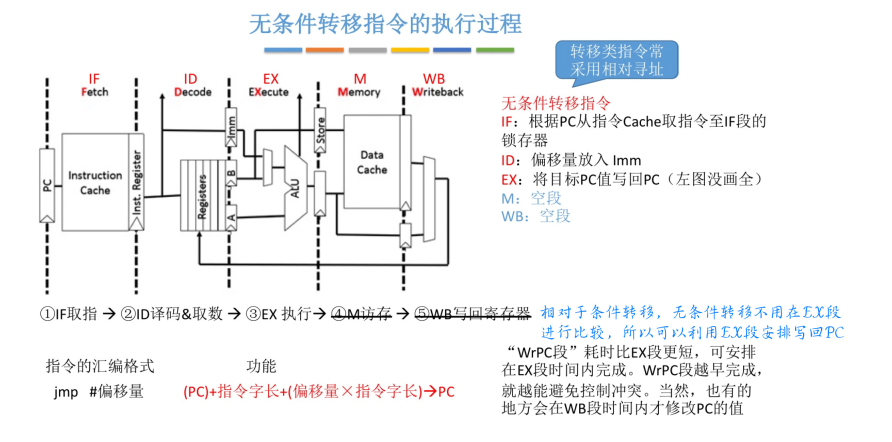 无条件转移指令的执行过程
转移类指令常
采用相对寻址
IF
Fetch
ID
Decode
EX
EXecute
M
Memory
WB
Writeback
PC
Instruction
Cache
Inst. Register
Registers
Imm
B
A
ALU
Store
Data
Cache
无条件转移指令
IF：根据PC从指令Cache取指令至IF段的
锁存器
ID：偏移量放入 Imm
EX：将目标PC值写回PC（左图没画全）
M：空段
WB：空段
①IF取指 → ②ID译码&取数 → ③EX 执行→ ④M访存 → ⑤WB写回寄存器
相对于条件转移，无条件转移不用在EX段
进行比较，所以可以利用EX段安排写回PC
指令的汇编格式
功能
jmp #偏移量
(PC)+指令字长+(偏移量×指令字长)→PC
“WrPC段”耗时比EX段更短，可安排
在EX段时间内完成。WrPC段越早完成，
就越能避免控制冲突。当然，也有的
地方会在WB段时间内才修改PC的值